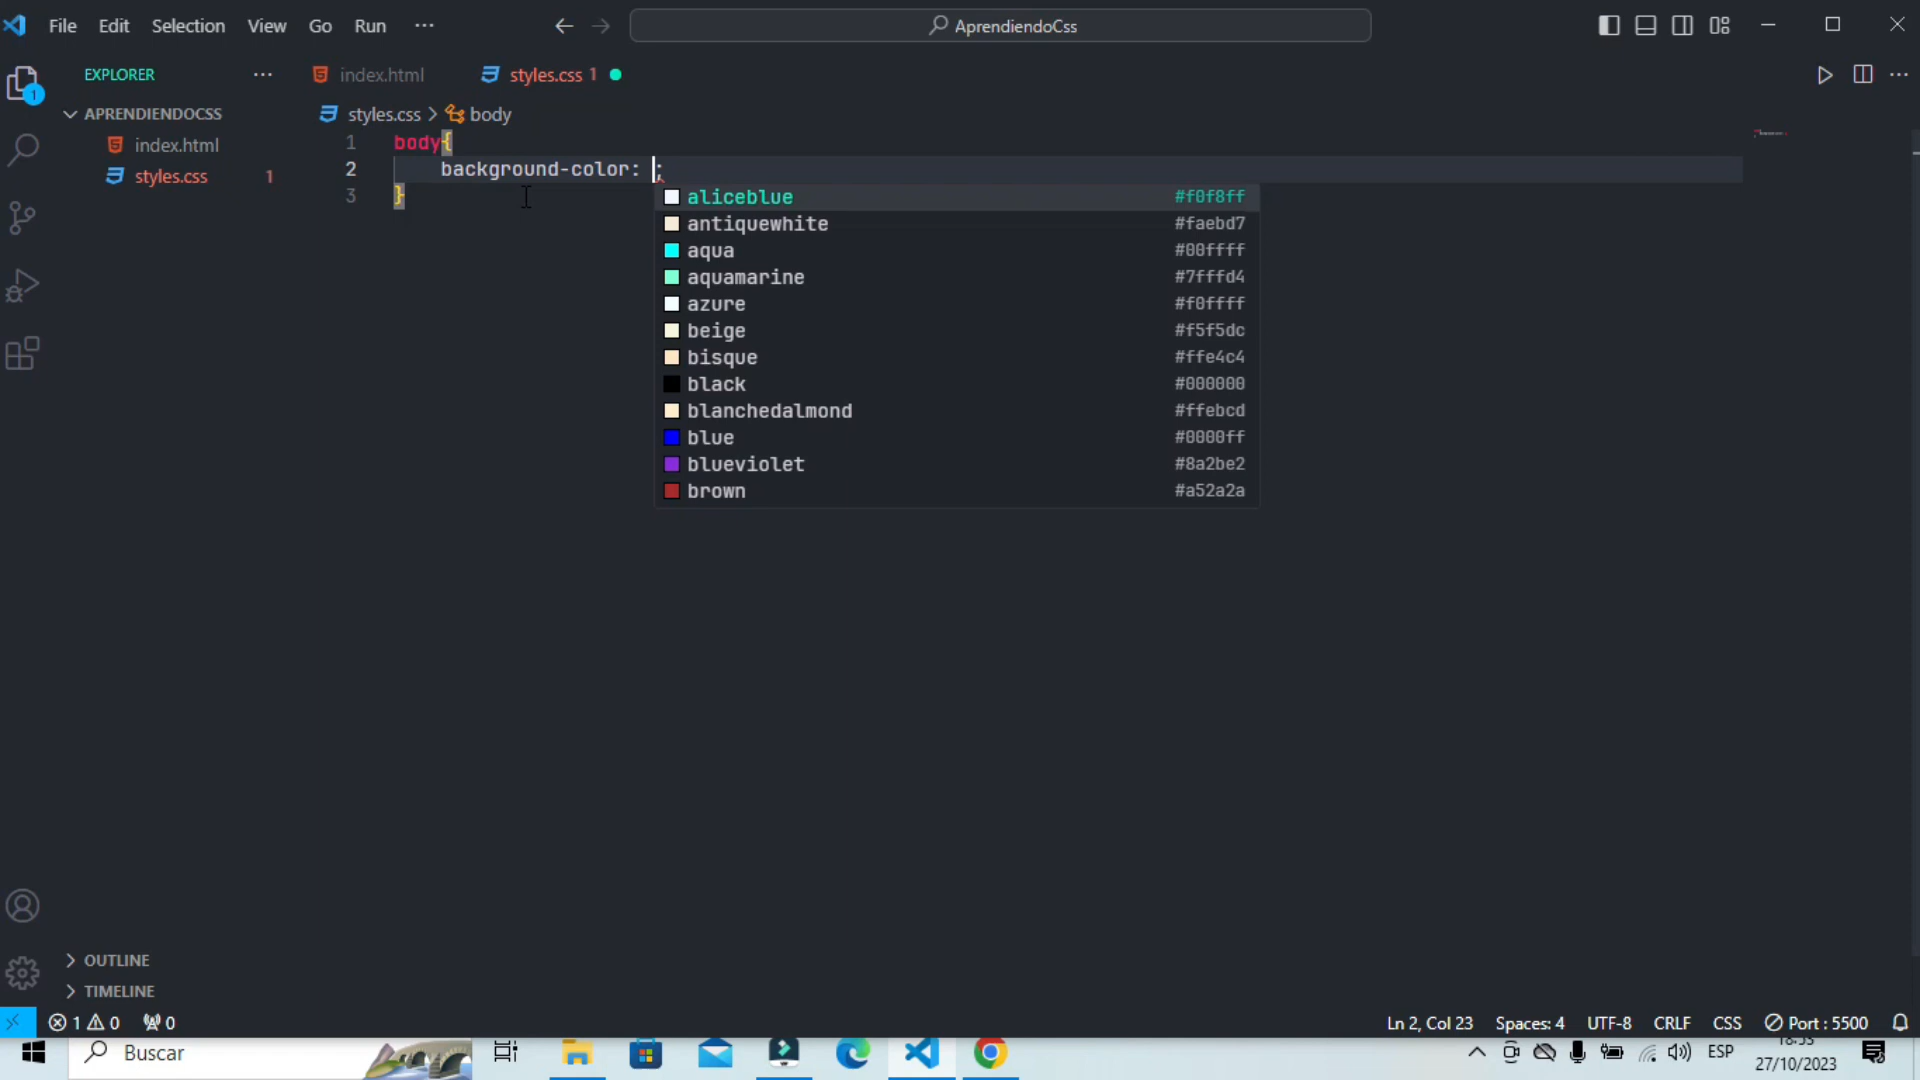 File Edit Selection View Go Run ···
AprendiendoCss
EXPLORER ···
index.html
styles.css 1
APRENDIENDOCSS
index.html
styles.css 1
styles.css > body
1 body{
2 background-color: ;
3 }
aliceblue #f0f8ff
antiquewhite #faebd7
aqua #00ffff
aquamarine #7fffd4
azure #f0ffff
beige #f5f5dc
bisque #ffe4c4
black #000000
blanchedalmond #ffebcd
blue #0000ff
blueviolet #8a2be2
brown #a52a2a
1
OUTLINE
TIMELINE
1 0 0
Ln 2, Col 23 Spaces: 4 UTF-8 CRLF CSS Port : 5500
Buscar
ESP
18:53
27/10/2023